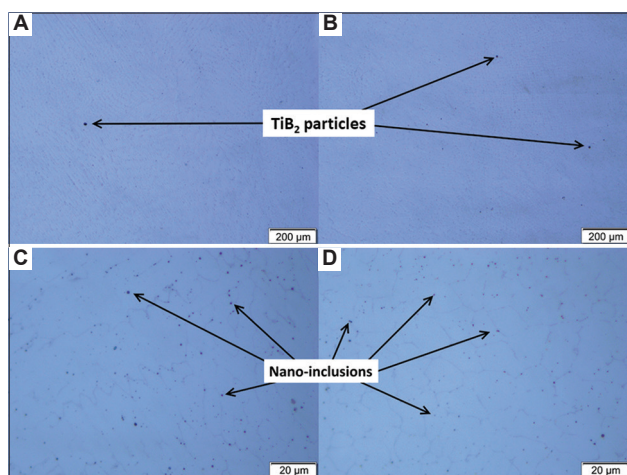 A
B
TiB₂ particles
200 µm
200 µm
C
D
Nano-inclusions
20 µm
20 µm